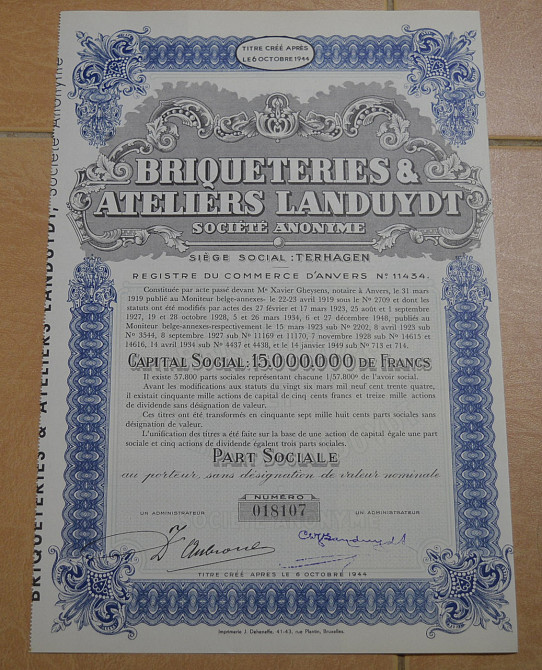 TITRE CRÉÉ APRÈS
LE 6 OCTOBRE 1944
BRIQUETERIES &
ATELIERS LANDUYDT
SOCIÉTÉ ANONYME
SIÈGE SOCIAL : TERHAGEN
REGISTRE DU COMMERCE D'ANVERS No 11434.
Constituée par acte passé devant Me Xavier Gheysens, notaire à Anvers, le 31 mars
1919 publié au Moniteur belge-annexes- le 22-23 avril 1919 sous le No 2709 et dont les
statuts ont été modifiés par actes des 27 février et 17 mars 1923, 25 août et 1 septembre
1927, 19 et 28 octobre 1928, 5 et 26 mars 1934, 6 et 27 décembre 1948, publiés au
Moniteur belge-annexes-respectivement le 15 mars 1923 sub No 2202, 8 avril 1923 sub
No 3544, 8 septembre 1927 sub No 11169 et 11170, 7 novembre 1928 sub No 14615 et
14616, 14 avril 1934 sub No 4437 et 4438, et le 14 janvier 1949 sub No 713 et 714.
CAPITAL SOCIAL : 15.000.000 DE FRANCS
Il existe 57.800 parts sociales représentant chacune 1/57.800e de l'avoir social.
Avant les modifications aux statuts du vingt six mars mil neuf cent trente quatre,
il existait cinquante mille actions de capital de cinq cents francs et treize mille actions
de dividende sans désignation de valeur.
Ces titres ont été transformés en cinquante sept mille huit cents parts sociales sans
désignation de valeur.
L'unification des titres a été faite sur la base de une action de capital égale une part
sociale et cinq actions de dividende égalent trois parts sociales.
PART SOCIALE
au porteur, sans désignation de valeur nominale
NUMÉRO
018107
UN ADMINISTRATEUR
UN ADMINISTRATEUR
TITRE CRÉÉ APRÈS LE 6 OCTOBRE 1944
Imprimerie J. Deheneffe, 41-43, rue Plantin, Bruxelles.
BRIQUETERIES & ATELIERS LANDUYDT, Société Anonyme